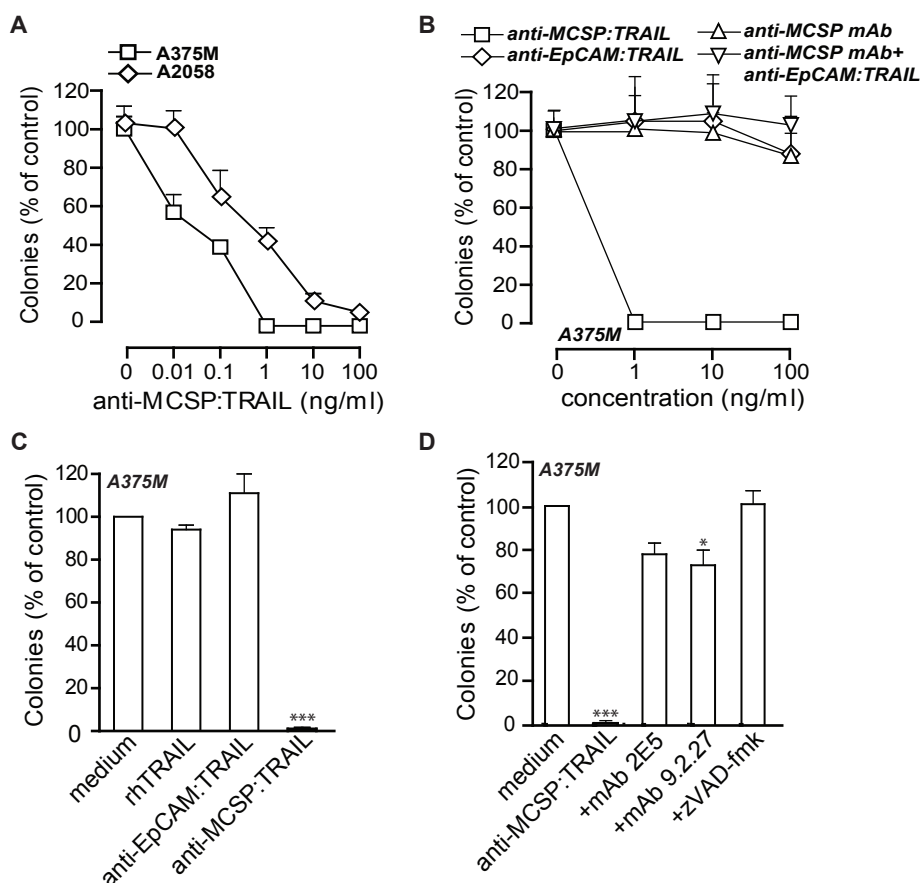 A
A375M
A2058
120
100
80
60
40
20
0
Colonies (% of control)
0 0.01 0.1 1 10 100
anti-MCSP:TRAIL (ng/ml)
B
anti-MCSP:TRAIL anti-MCSP mAb
anti-EpCAM:TRAIL anti-MCSP mAb+
anti-EpCAM:TRAIL
120
100
80
60
40
20
0
Colonies (% of control)
A375M
0 1 10 100
concentration (ng/ml)
C
A375M
120
100
80
60
40
20
0
Colonies (% of control)
***
medium
rhTRAIL
anti-EpCAM:TRAIL
anti-MCSP:TRAIL
D
A375M
120
100
80
60
40
20
0
Colonies (% of control)
***
*
medium
anti-MCSP:TRAIL
+mAb 2E5
+mAb 9.2.27
+zVAD-fmk